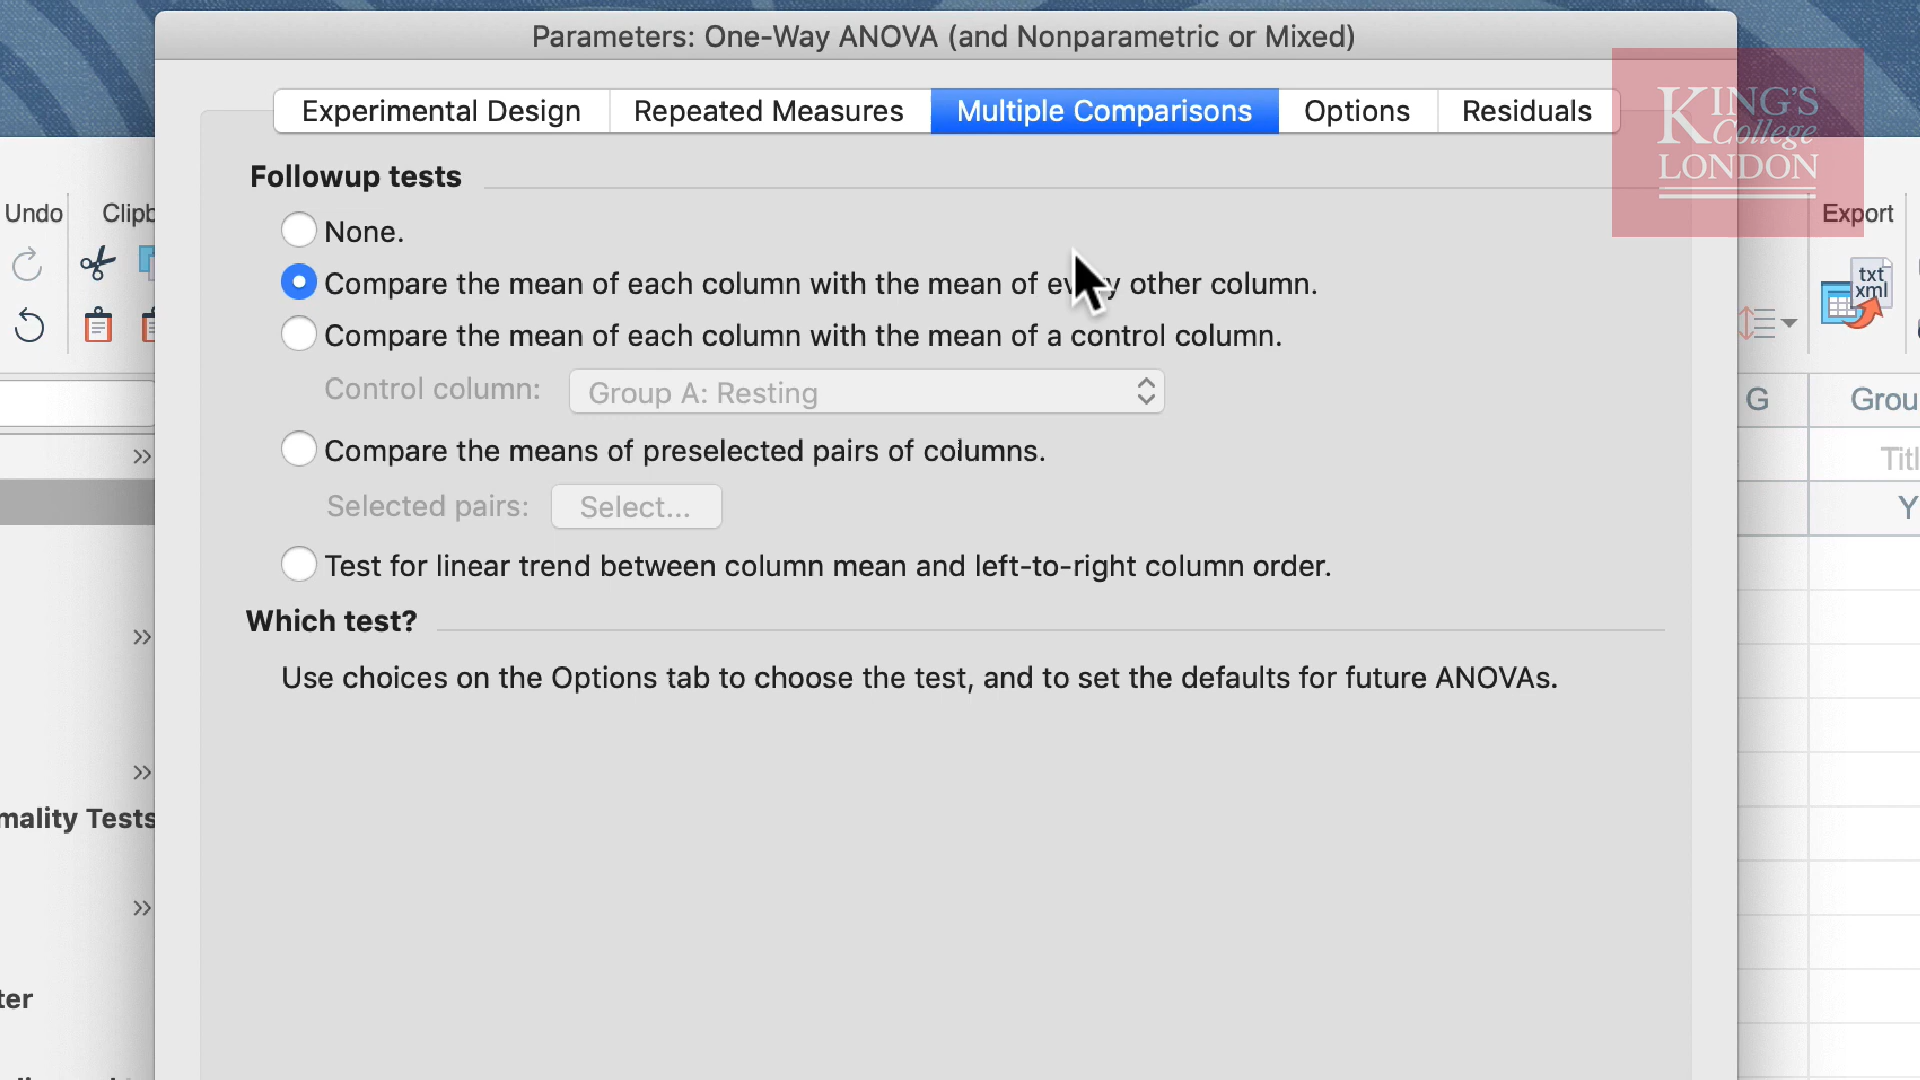 Parameters: One-Way ANOVA (and Nonparametric or Mixed)
Experimental Design
Repeated Measures
Multiple Comparisons
Options
Residuals
KING'S
College
LONDON
Followup tests
Undo
Export
None.
Compare the mean of each column with the mean of every other column.
txt
xml
Compare the mean of each column with the mean of a control column.
Control column:
Group A: Resting
G
Compare the means of preselected pairs of columns.
Selected pairs:
Select...
Y
Test for linear trend between column mean and left-to-right column order.
Which test?
Use choices on the Options tab to choose the test, and to set the defaults for future ANOVAs.
Tests